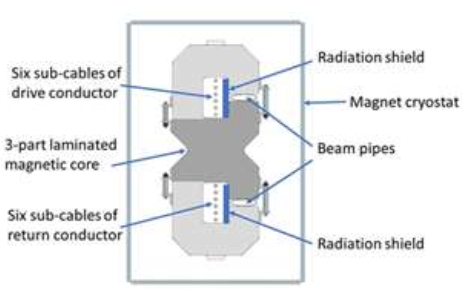 Six sub-cables of
drive conductor
3-part laminated
magnetic core
Six sub-cables of
return conductor
Radiation shield
Magnet cryostat
Beam pipes
Radiation shield